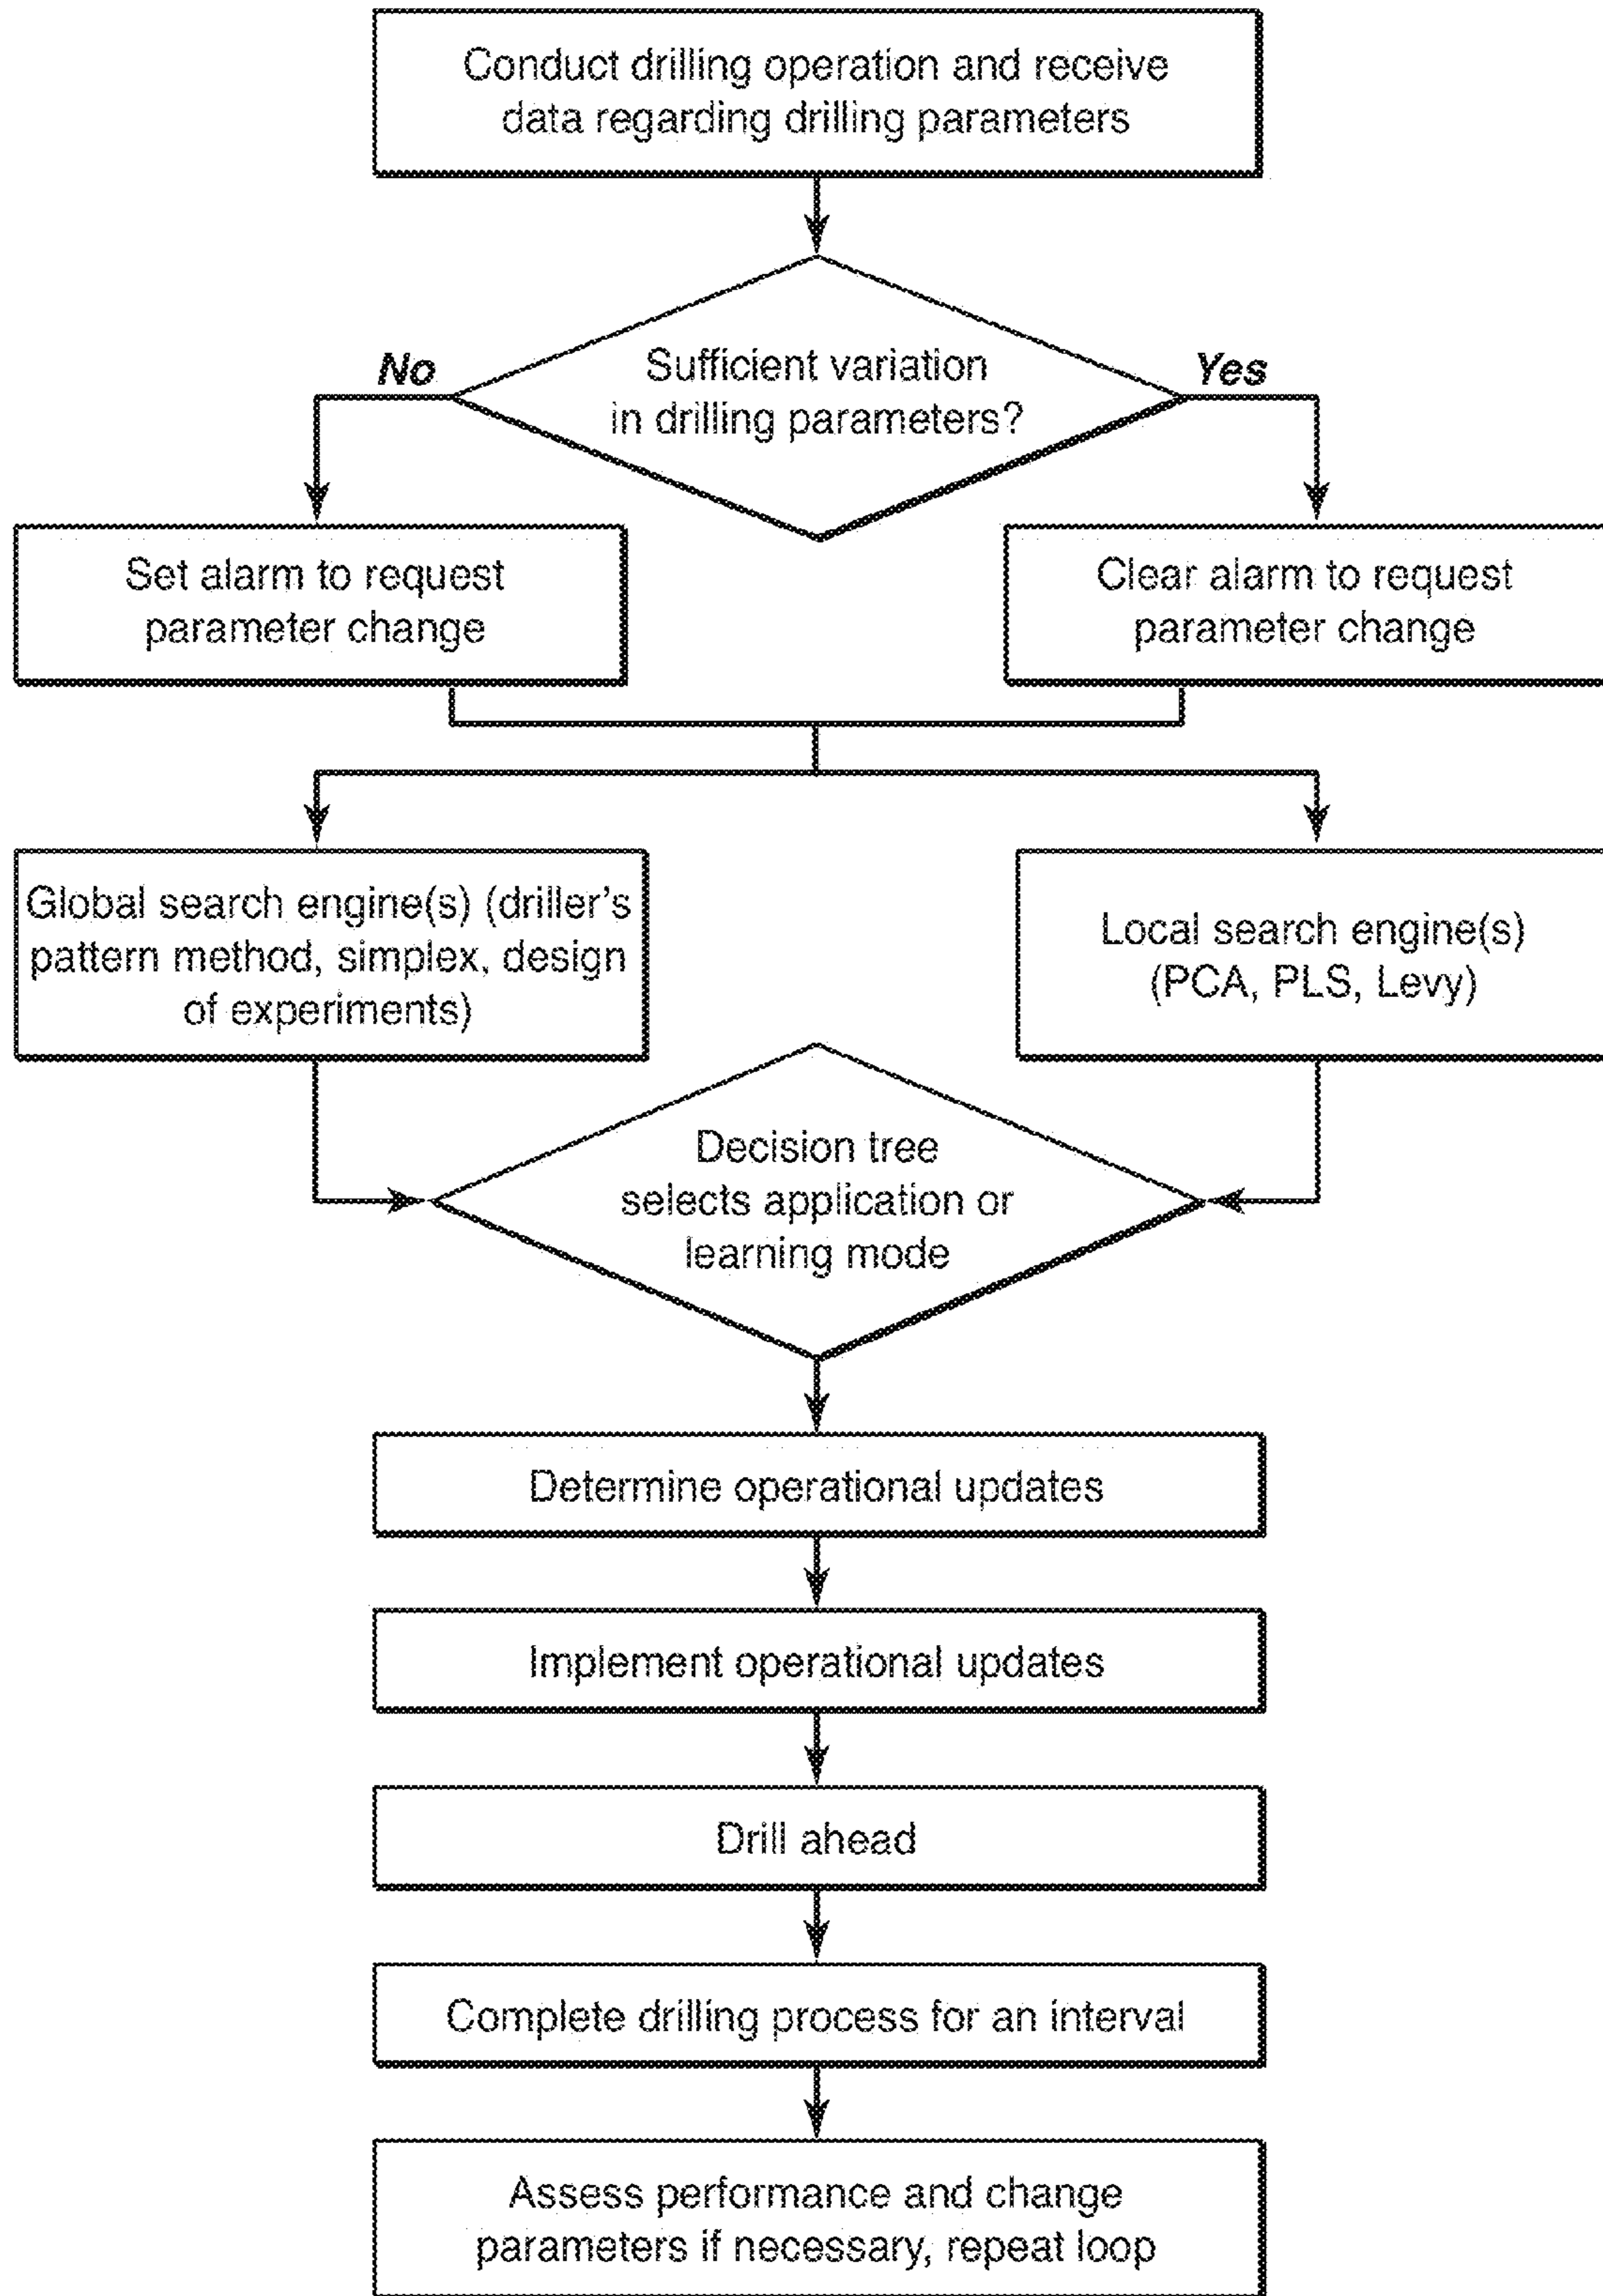 Conduct drilling operation and receive
data regarding drilling parameters
Sufficient variation
in drilling parameters?
No
Yes
Set alarm to request
parameter change
Clear alarm to request
parameter change
Global search engine(s) (driller's
pattern method, simplex, design
of experiments)
Local search engine(s)
(PCA, PLS, Levy)
Decision tree
selects application or
learning mode
Determine operational updates
Implement operational updates
Drill ahead
Complete drilling process for an interval
Assess performance and change
parameters if necessary, repeat loop